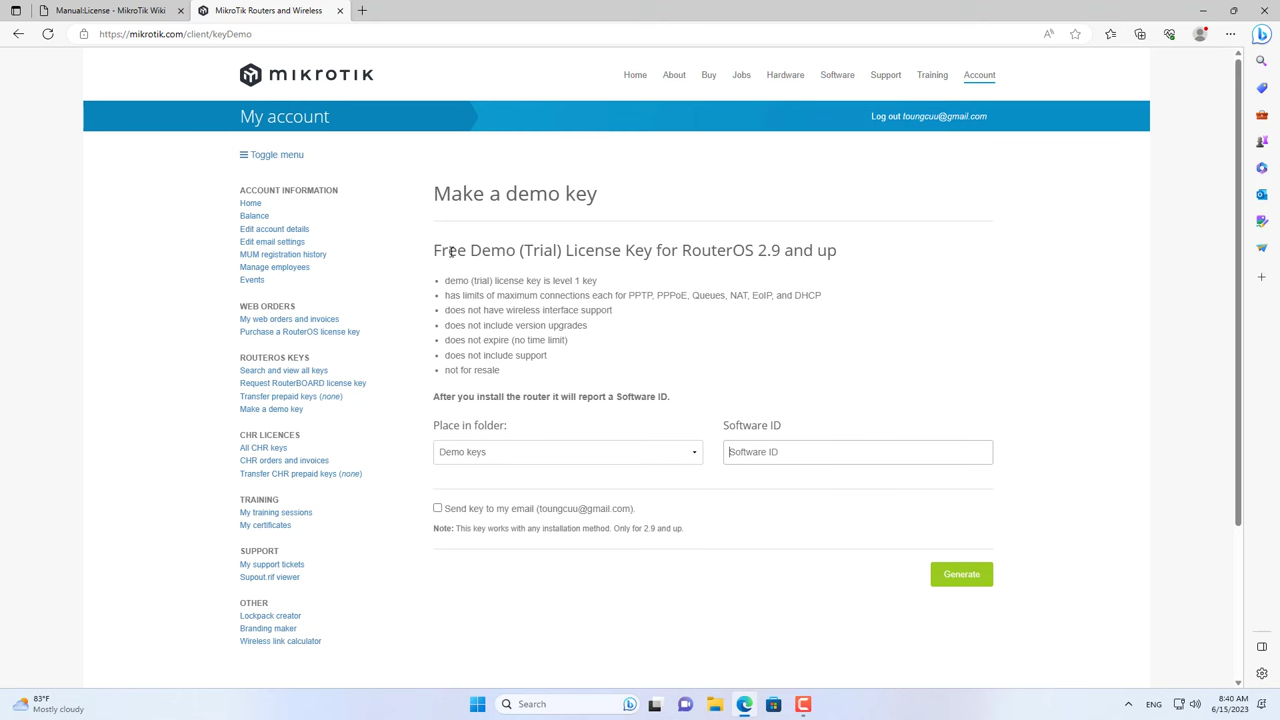 https://mikrotik.com/client/keyDemo
MIKROTIK
Home About Buy Jobs Hardware Software Support Training Account
My account
Log out toungcuu@gmail.com
Toggle menu
ACCOUNT INFORMATION
Home
Balance
Edit account details
Edit email settings
MUM registration history
Manage employees
Events
WEB ORDERS
My web orders and invoices
Purchase a RouterOS license key
ROUTEROS KEYS
Search and view all keys
Request RouterBOARD license key
Transfer prepaid keys (none)
Make a demo key
CHR LICENCES
All CHR keys
CHR orders and invoices
Transfer CHR prepaid keys (none)
TRAINING
My training sessions
My certificates
SUPPORT
My support tickets
Supout.rif viewer
OTHER
Lockpack creator
Branding maker
Wireless link calculator
Make a demo key
Free Demo (Trial) License Key for RouterOS 2.9 and up
demo (trial) license key is level 1 key
has limits of maximum connections each for PPTP, PPPoE, Queues, NAT, EoIP, and DHCP
does not have wireless interface support
does not include version upgrades
does not expire (no time limit)
does not include support
not for resale
After you install the router it will report a Software ID.
Place in folder: Software ID
Demo keys Software ID
Send key to my email (toungcuu@gmail.com).
Note: This key works with any installation method. Only for 2.9 and up.
Generate
83°F
Mostly cloudy
Search
ENG
8:05 PM
6/15/2023